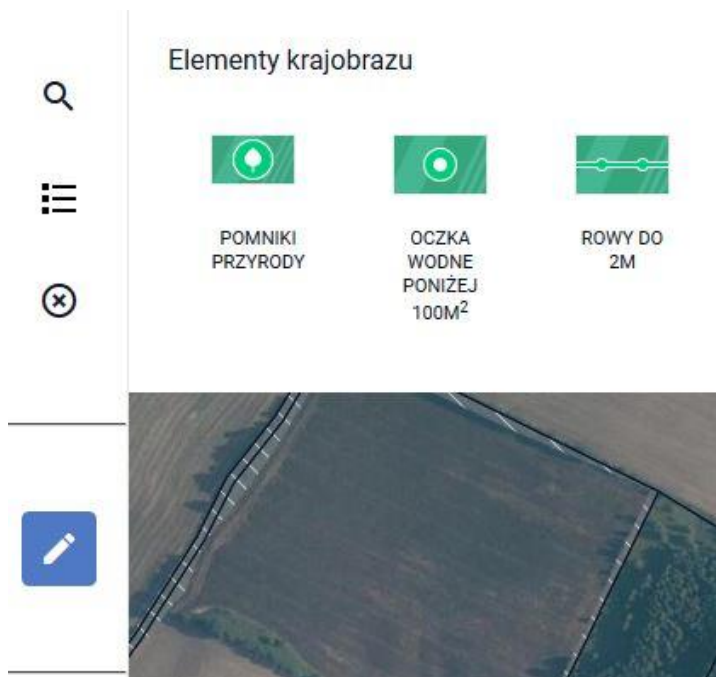 Elementy krajobrazu
POMNIKI
PRZYRODY
OCZKA
WODNE
PONIŻEJ
100M²
ROWY DO
2M